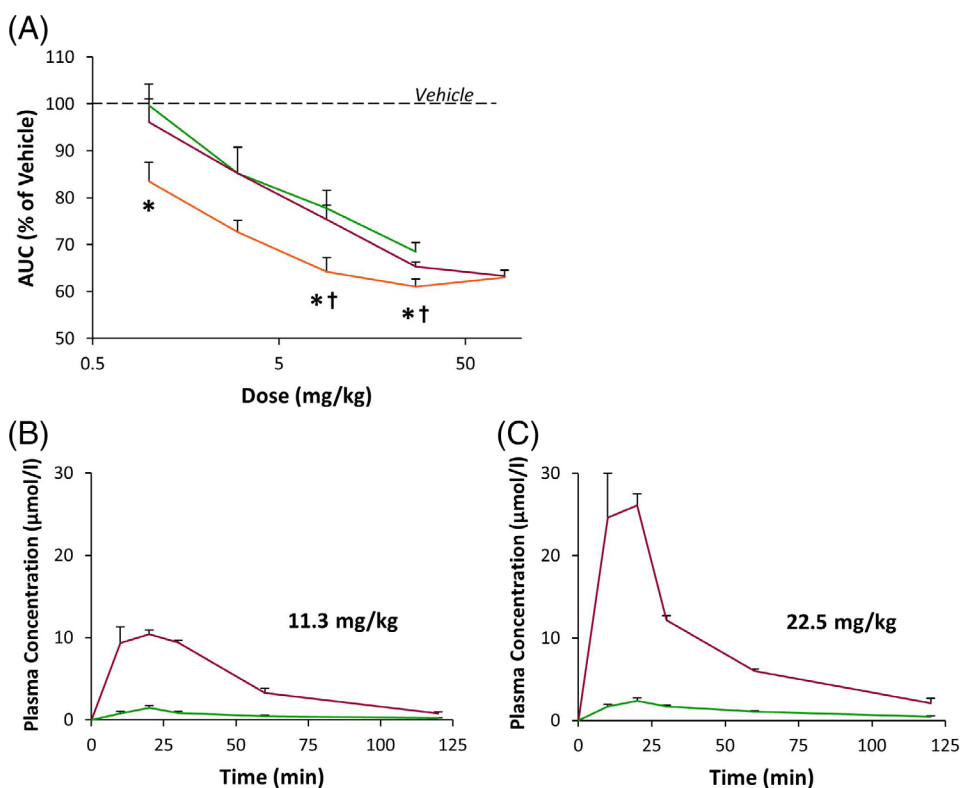 (A)
110
100
90
80
70
60
50
AUC (% of Vehicle)
Vehicle
*
*†
*†
0.5
5
50
Dose (mg/kg)
(B)
30
20
10
0
Plasma Concentration (µmol/l)
11.3 mg/kg
0
25
50
75
100
125
Time (min)
(C)
30
20
10
0
Plasma Concentration (µmol/l)
22.5 mg/kg
0
25
50
75
100
125
Time (min)